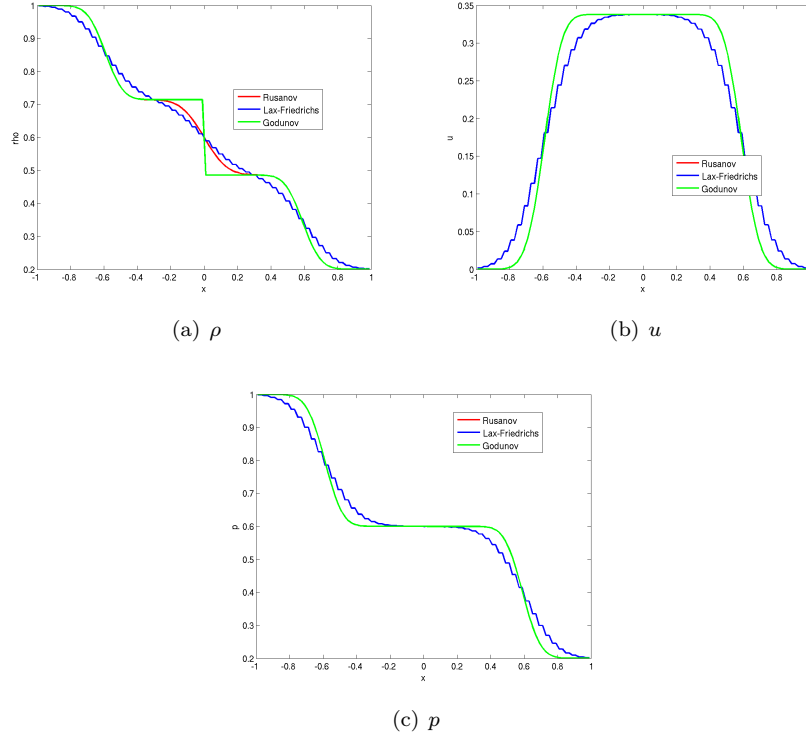 1
0.9
0.8
0.7
0.6
0.5
0.4
0.3
0.2
rho
-1 -0.8 -0.6 -0.4 -0.2 0 0.2 0.4 0.6 0.8 1
x
Rusanov
Lax-Friedrichs
Godunov
(a) ρ
0.35
0.3
0.25
0.2
0.15
0.1
0.05
0
u
-1 -0.8 -0.6 -0.4 -0.2 0 0.2 0.4 0.6 0.8
x
Rusanov
Lax-Friedrichs
Godunov
(b) u
1
0.9
0.8
0.7
0.6
0.5
0.4
0.3
0.2
p
-1 -0.8 -0.6 -0.4 -0.2 0 0.2 0.4 0.6 0.8 1
x
Rusanov
Lax-Friedrichs
Godunov
(c) p